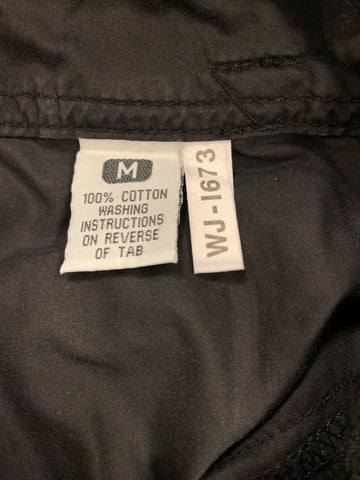 M
100% COTTON
WASHING
INSTRUCTIONS
ON REVERSE
OF TAB
WJ-1673